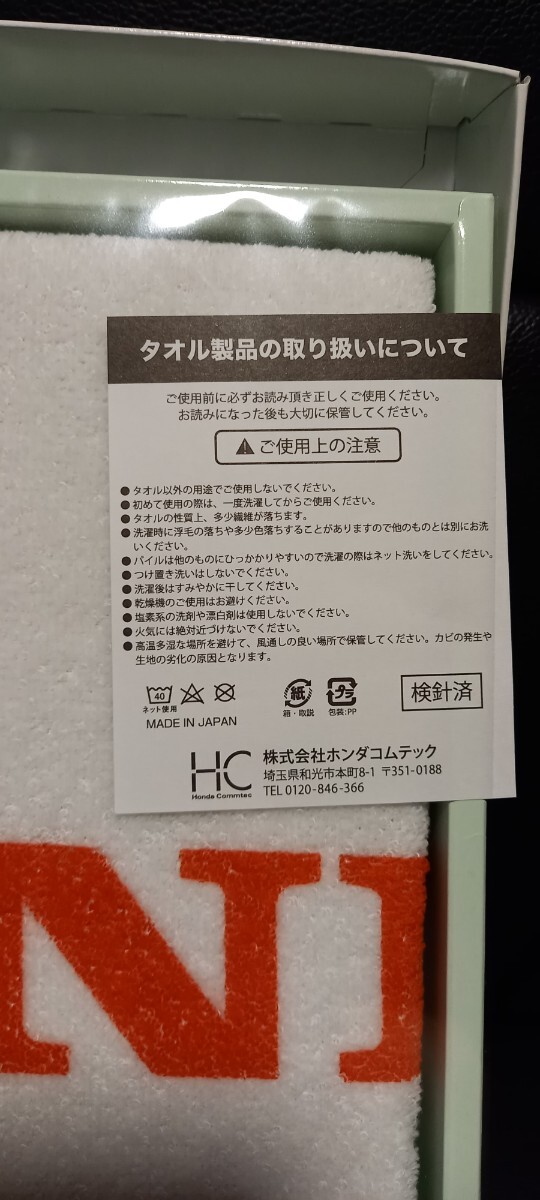 タオル製品の取り扱いについて
ご使用前に必ずお読み頂き正しくご使用ください。
お読みになった後も大切に保管してください。
ご使用上の注意
●タオル以外の用途でご使用しないでください。
●初めて使用の際は、一度洗濯してからご使用ください。
●タオルの性質上、多少繊維が落ちます。
●洗濯時に浮毛の落ちや多少色落ちすることがありますので他のものとは別にお洗
いください。
●パイルは他のものにひっかかりやすいので洗濯の際はネット洗いをしてください。
●つけ置き洗いはしないでください。
●洗濯後はすみやかに干してください。
●乾燥機のご使用はお避けください。
●塩素系の洗剤や漂白剤は使用しないでください。
●火気には絶対近づけないでください。
●高温多湿な場所を避けて、風通しの良い場所で保管してください。カビの発生や
生地の劣化の原因となります。
40
ネット使用
紙
箱・取説
プラ
包装:PP
検針済
MADE IN JAPAN
HC
Honda Commtec
株式会社ホンダコムテック
埼玉県和光市本町8-1 〒351-0188
TEL 0120-846-366
N